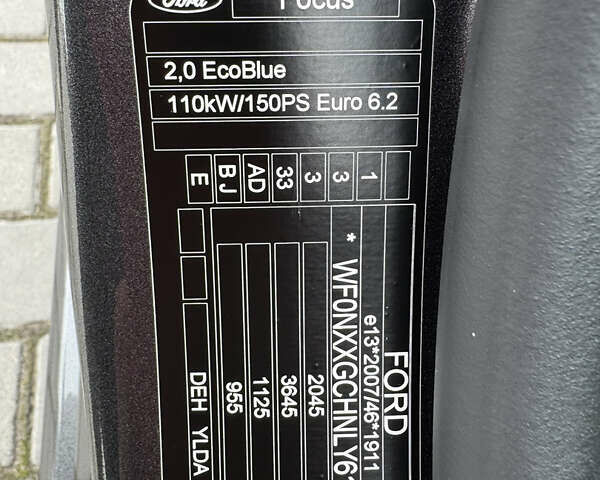 Ford
Focus
2,0 EcoBlue
110kW/150PS Euro 6.2
E BJ AD 33 3 3 1
FORD
e13*2007/46*1911
* WF0NXXGCHNLY6
2045
3645
1125
955
DEH YLDA